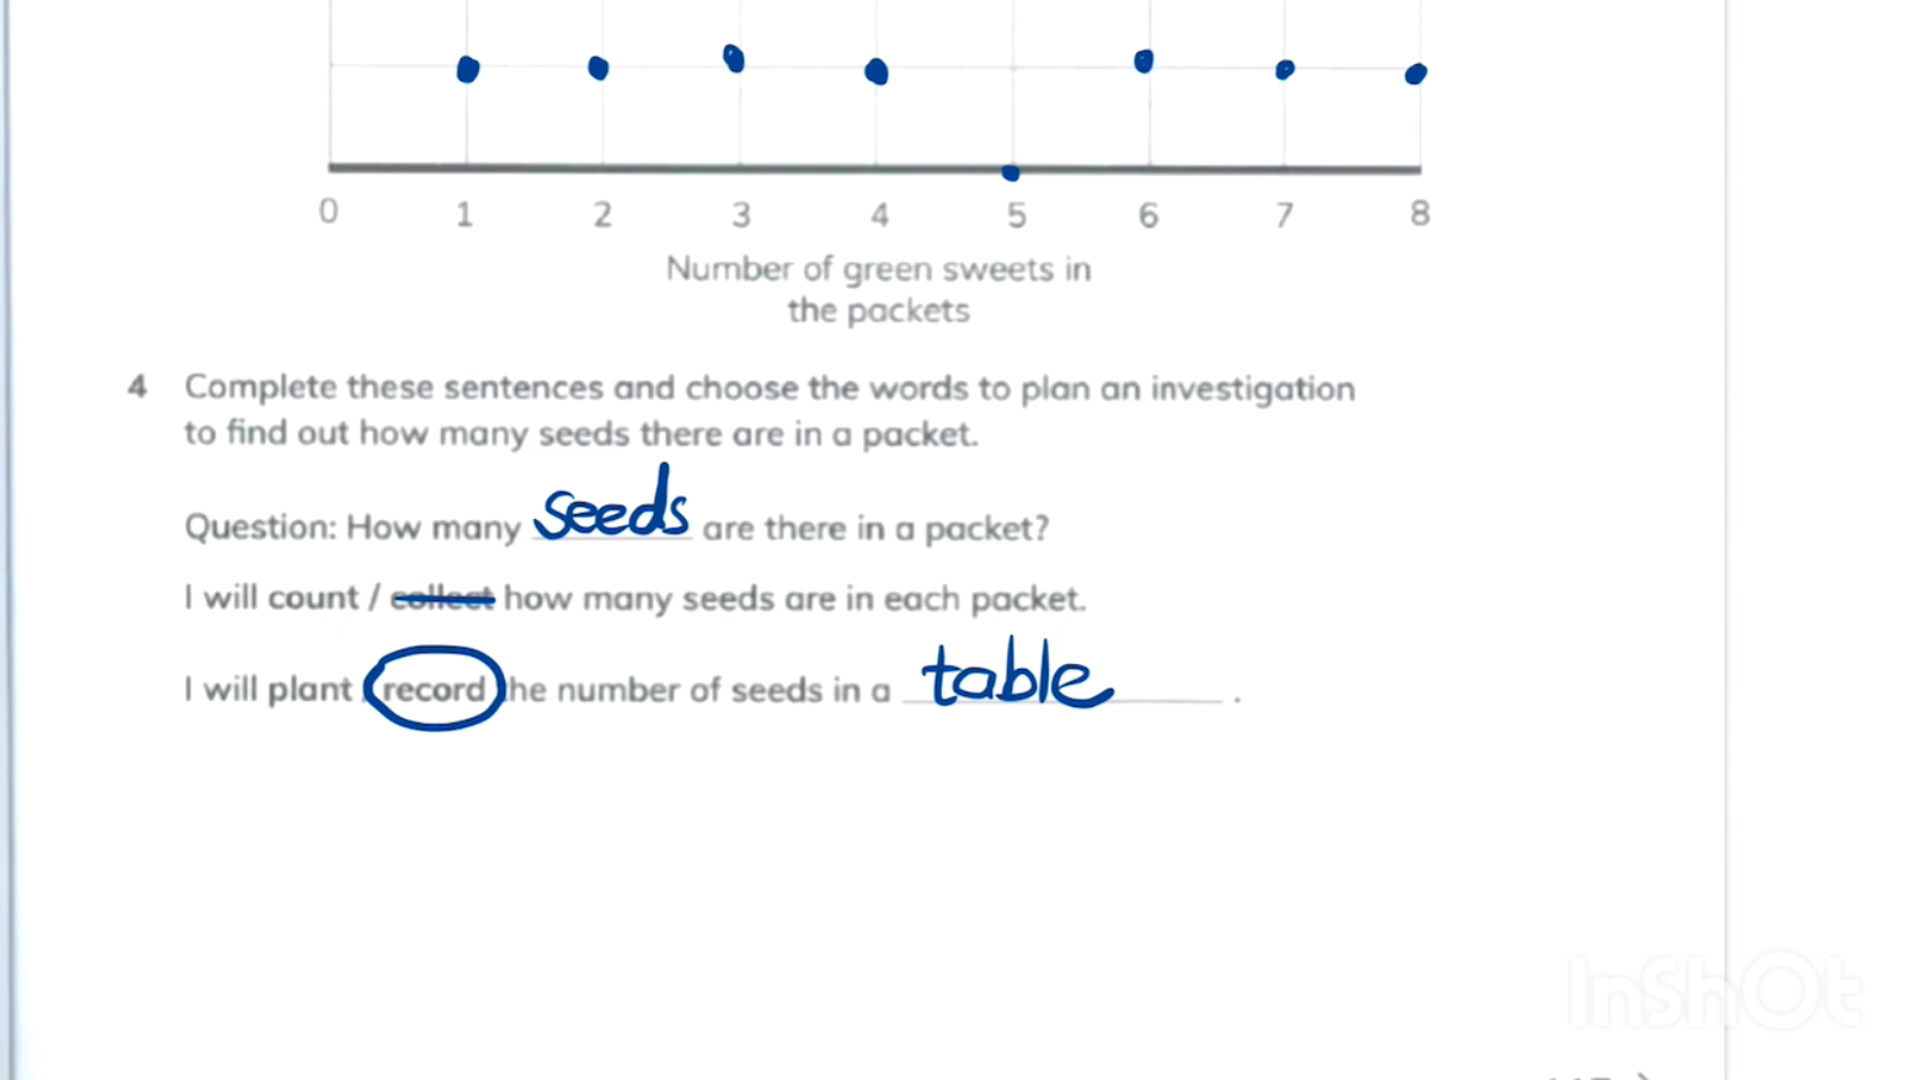 0 1 2 3 4 5 6 7 8
Number of green sweets in
the packets
4 Complete these sentences and choose the words to plan an investigation
to find out how many seeds there are in a packet.
Question: How many seeds are there in a packet?
I will count / collect how many seeds are in each packet.
I will plant record the number of seeds in a table .
InShOt